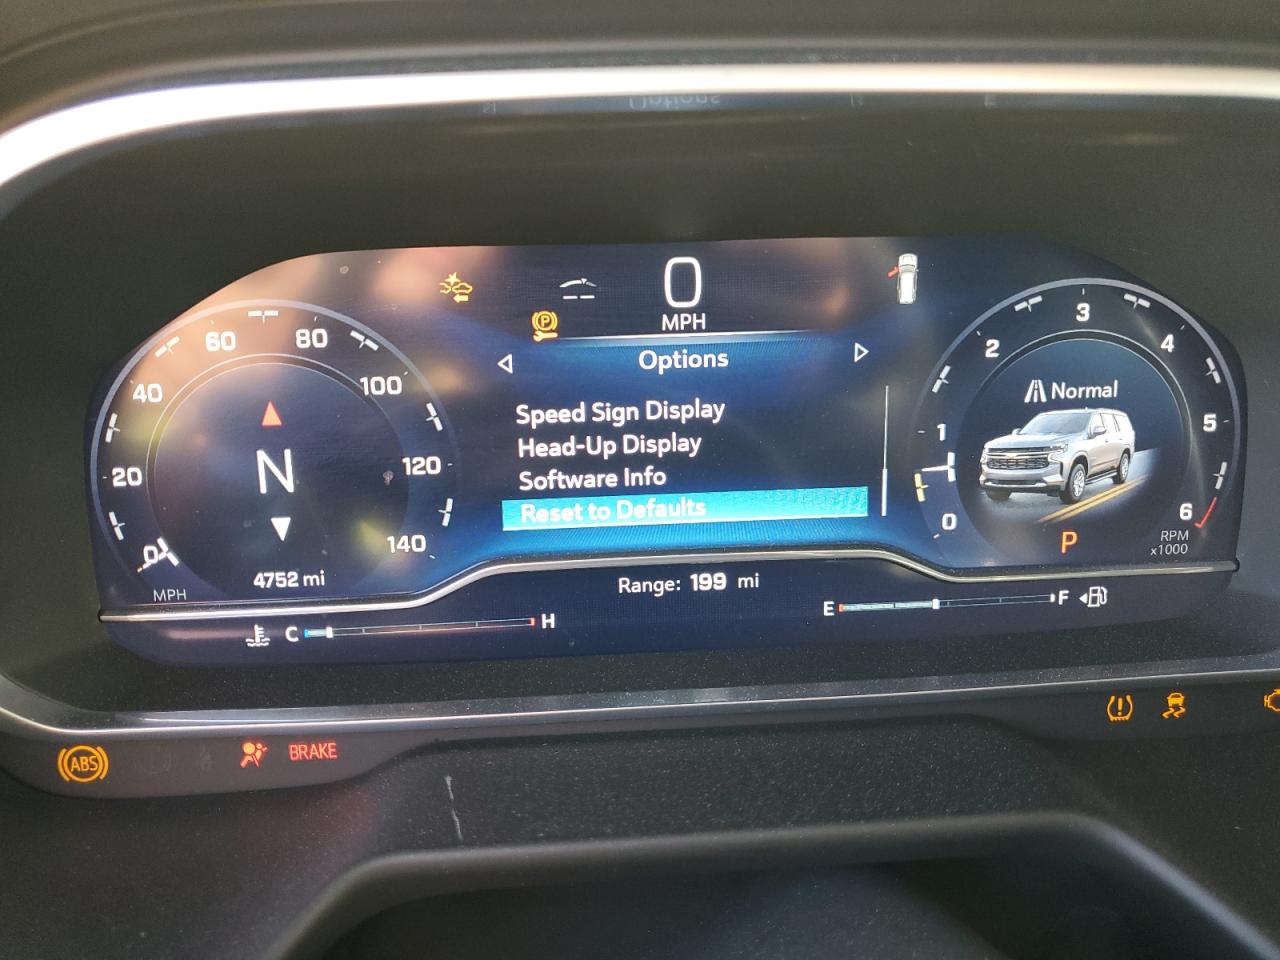 0
MPH
P
Options
Speed Sign Display
Head-Up Display
Software Info
Reset to Defaults
0
20
40
60
80
100
120
140
MPH
N
4752 mi
Range: 199 mi
C
H
E
F
0
1
2
3
4
5
6
RPM
x1000
Normal
P
ABS
BRAKE
Options